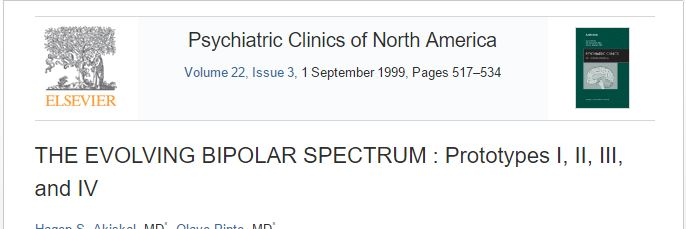 Psychiatric Clinics of North America
Volume 22, Issue 3, 1 September 1999, Pages 517–534
ELSEVIER
THE EVOLVING BIPOLAR SPECTRUM : Prototypes I, II, III,
and IV
Hagop S. Akiskal, MD*, Olavo Pinto, MD*